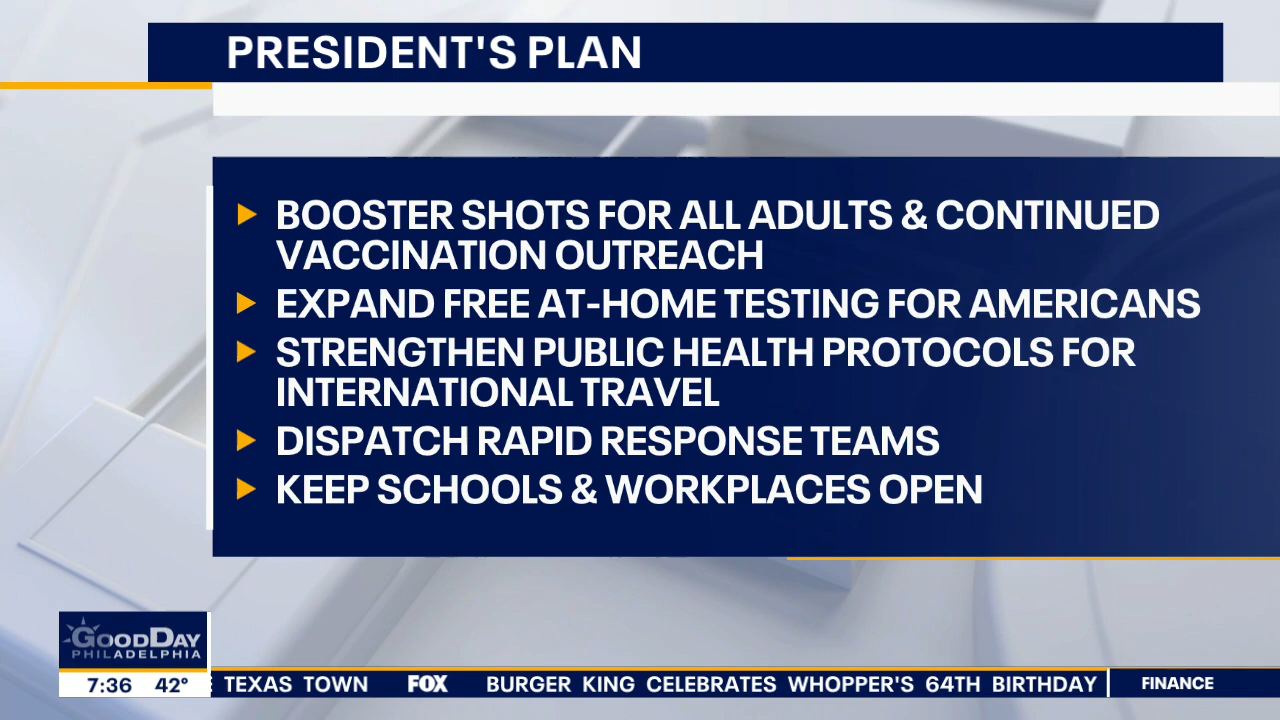 PRESIDENT'S PLAN
BOOSTER SHOTS FOR ALL ADULTS & CONTINUED
VACCINATION OUTREACH
EXPAND FREE AT-HOME TESTING FOR AMERICANS
STRENGTHEN PUBLIC HEALTH PROTOCOLS FOR
INTERNATIONAL TRAVEL
DISPATCH RAPID RESPONSE TEAMS
KEEP SCHOOLS & WORKPLACES OPEN
GOODDAY
PHILADELPHIA
7:36 42° TEXAS TOWN FOX BURGER KING CELEBRATES WHOPPER'S 64TH BIRTHDAY FINANCE